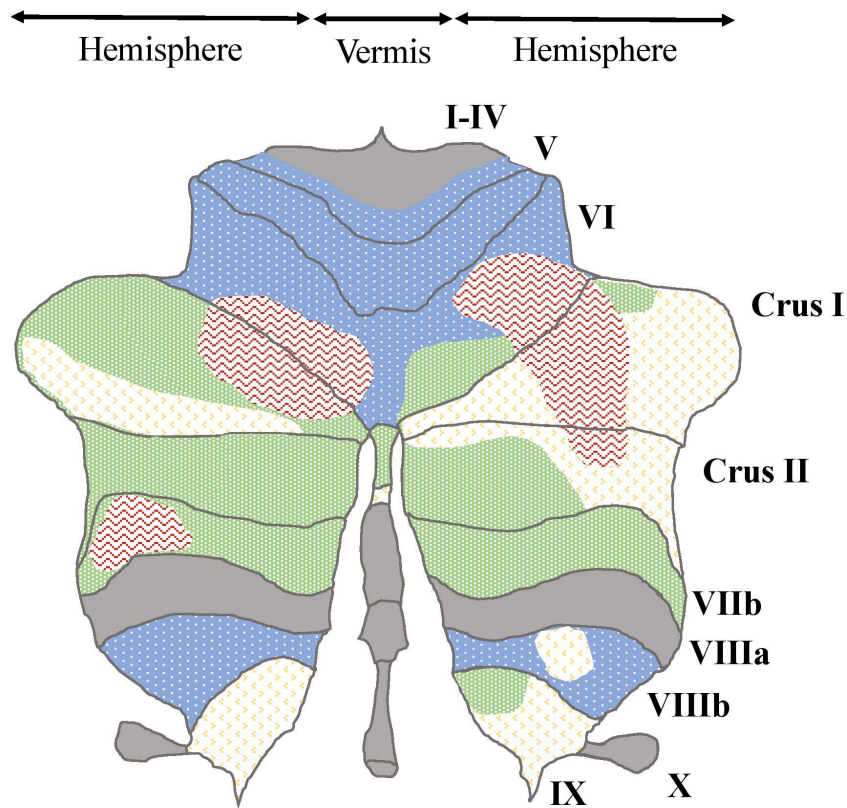 Hemisphere Vermis Hemisphere
I-IV
V
VI
Crus I
Crus II
VIIb
VIIIa
VIIIb
IX
X